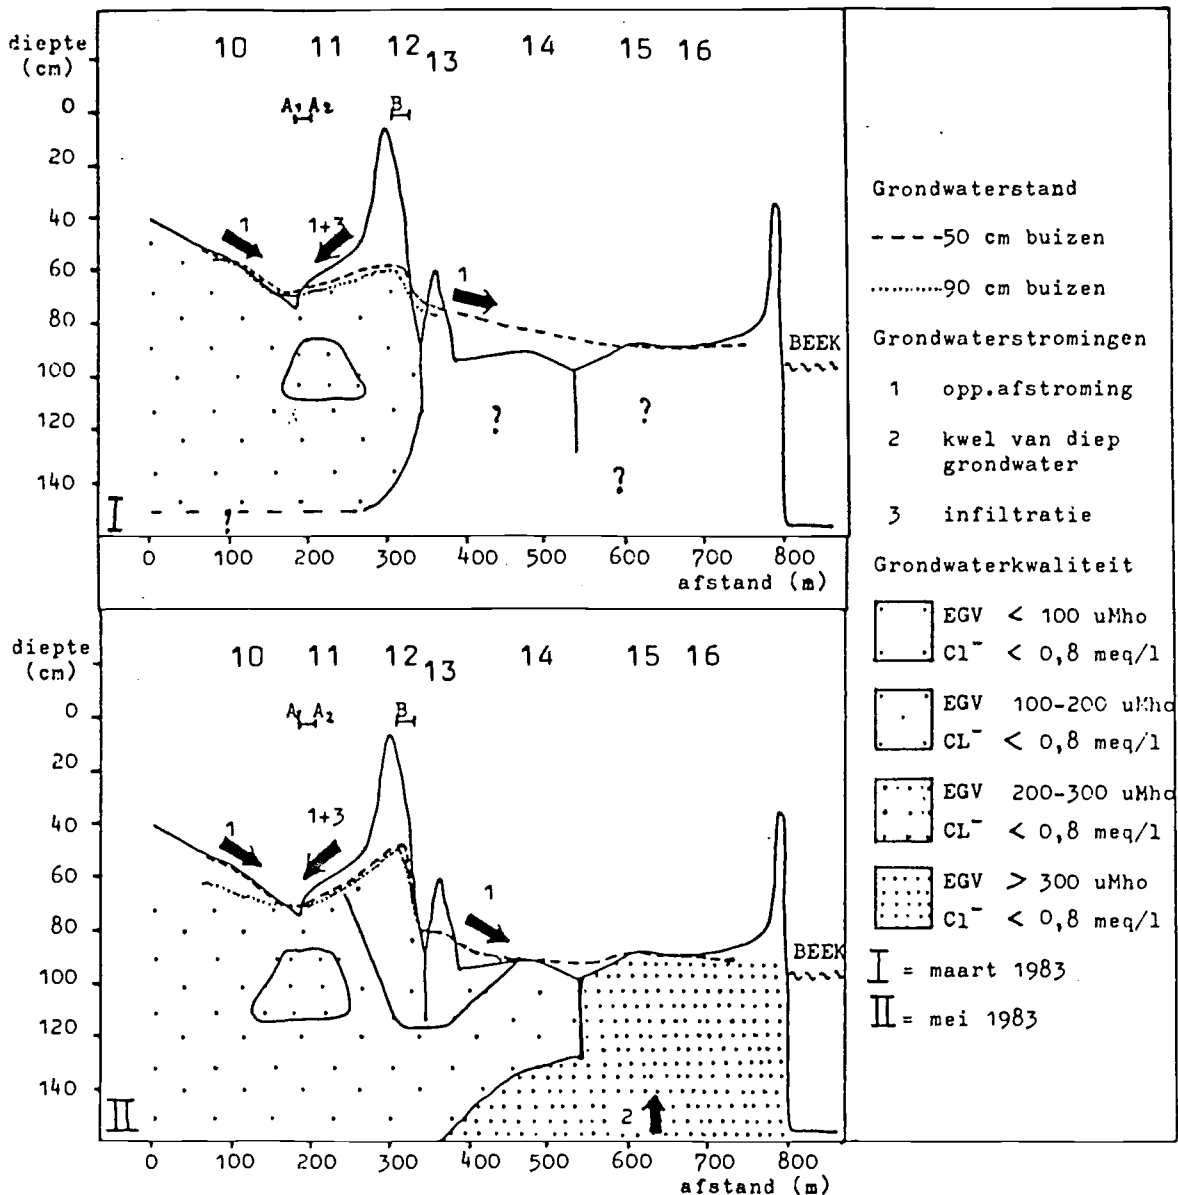 diepte
(cm)
10 11 12 13 14 15 16
A1 A2 B
0
20
40
60
80
100
120
140
1 1+3 1
BEEK
? ? ? ?
I
0 100 200 300 400 500 600 700 800
afstand (m)
diepte
(cm)
10 11 12 13 14 15 16
A A2 B
0
20
40
60
80
100
120
140
1 1+3 1
BEEK
2
II
0 100 200 300 400 500 600 700 800
afstand (m)
Grondwaterstand
50 cm buizen
90 cm buizen
Grondwaterstromingen
1 opp.afstroming
2 kwel van diep
grondwater
3 infiltratie
Grondwaterkwaliteit
EGV < 100 uMho
Cl⁻ < 0,8 meq/l
EGV 100-200 uMho
CL⁻ < 0,8 meq/l
EGV 200-300 uMho
CL⁻ < 0,8 meq/l
EGV > 300 uMho
Cl⁻ < 0,8 meq/l
I = maart 1983
II = mei 1983